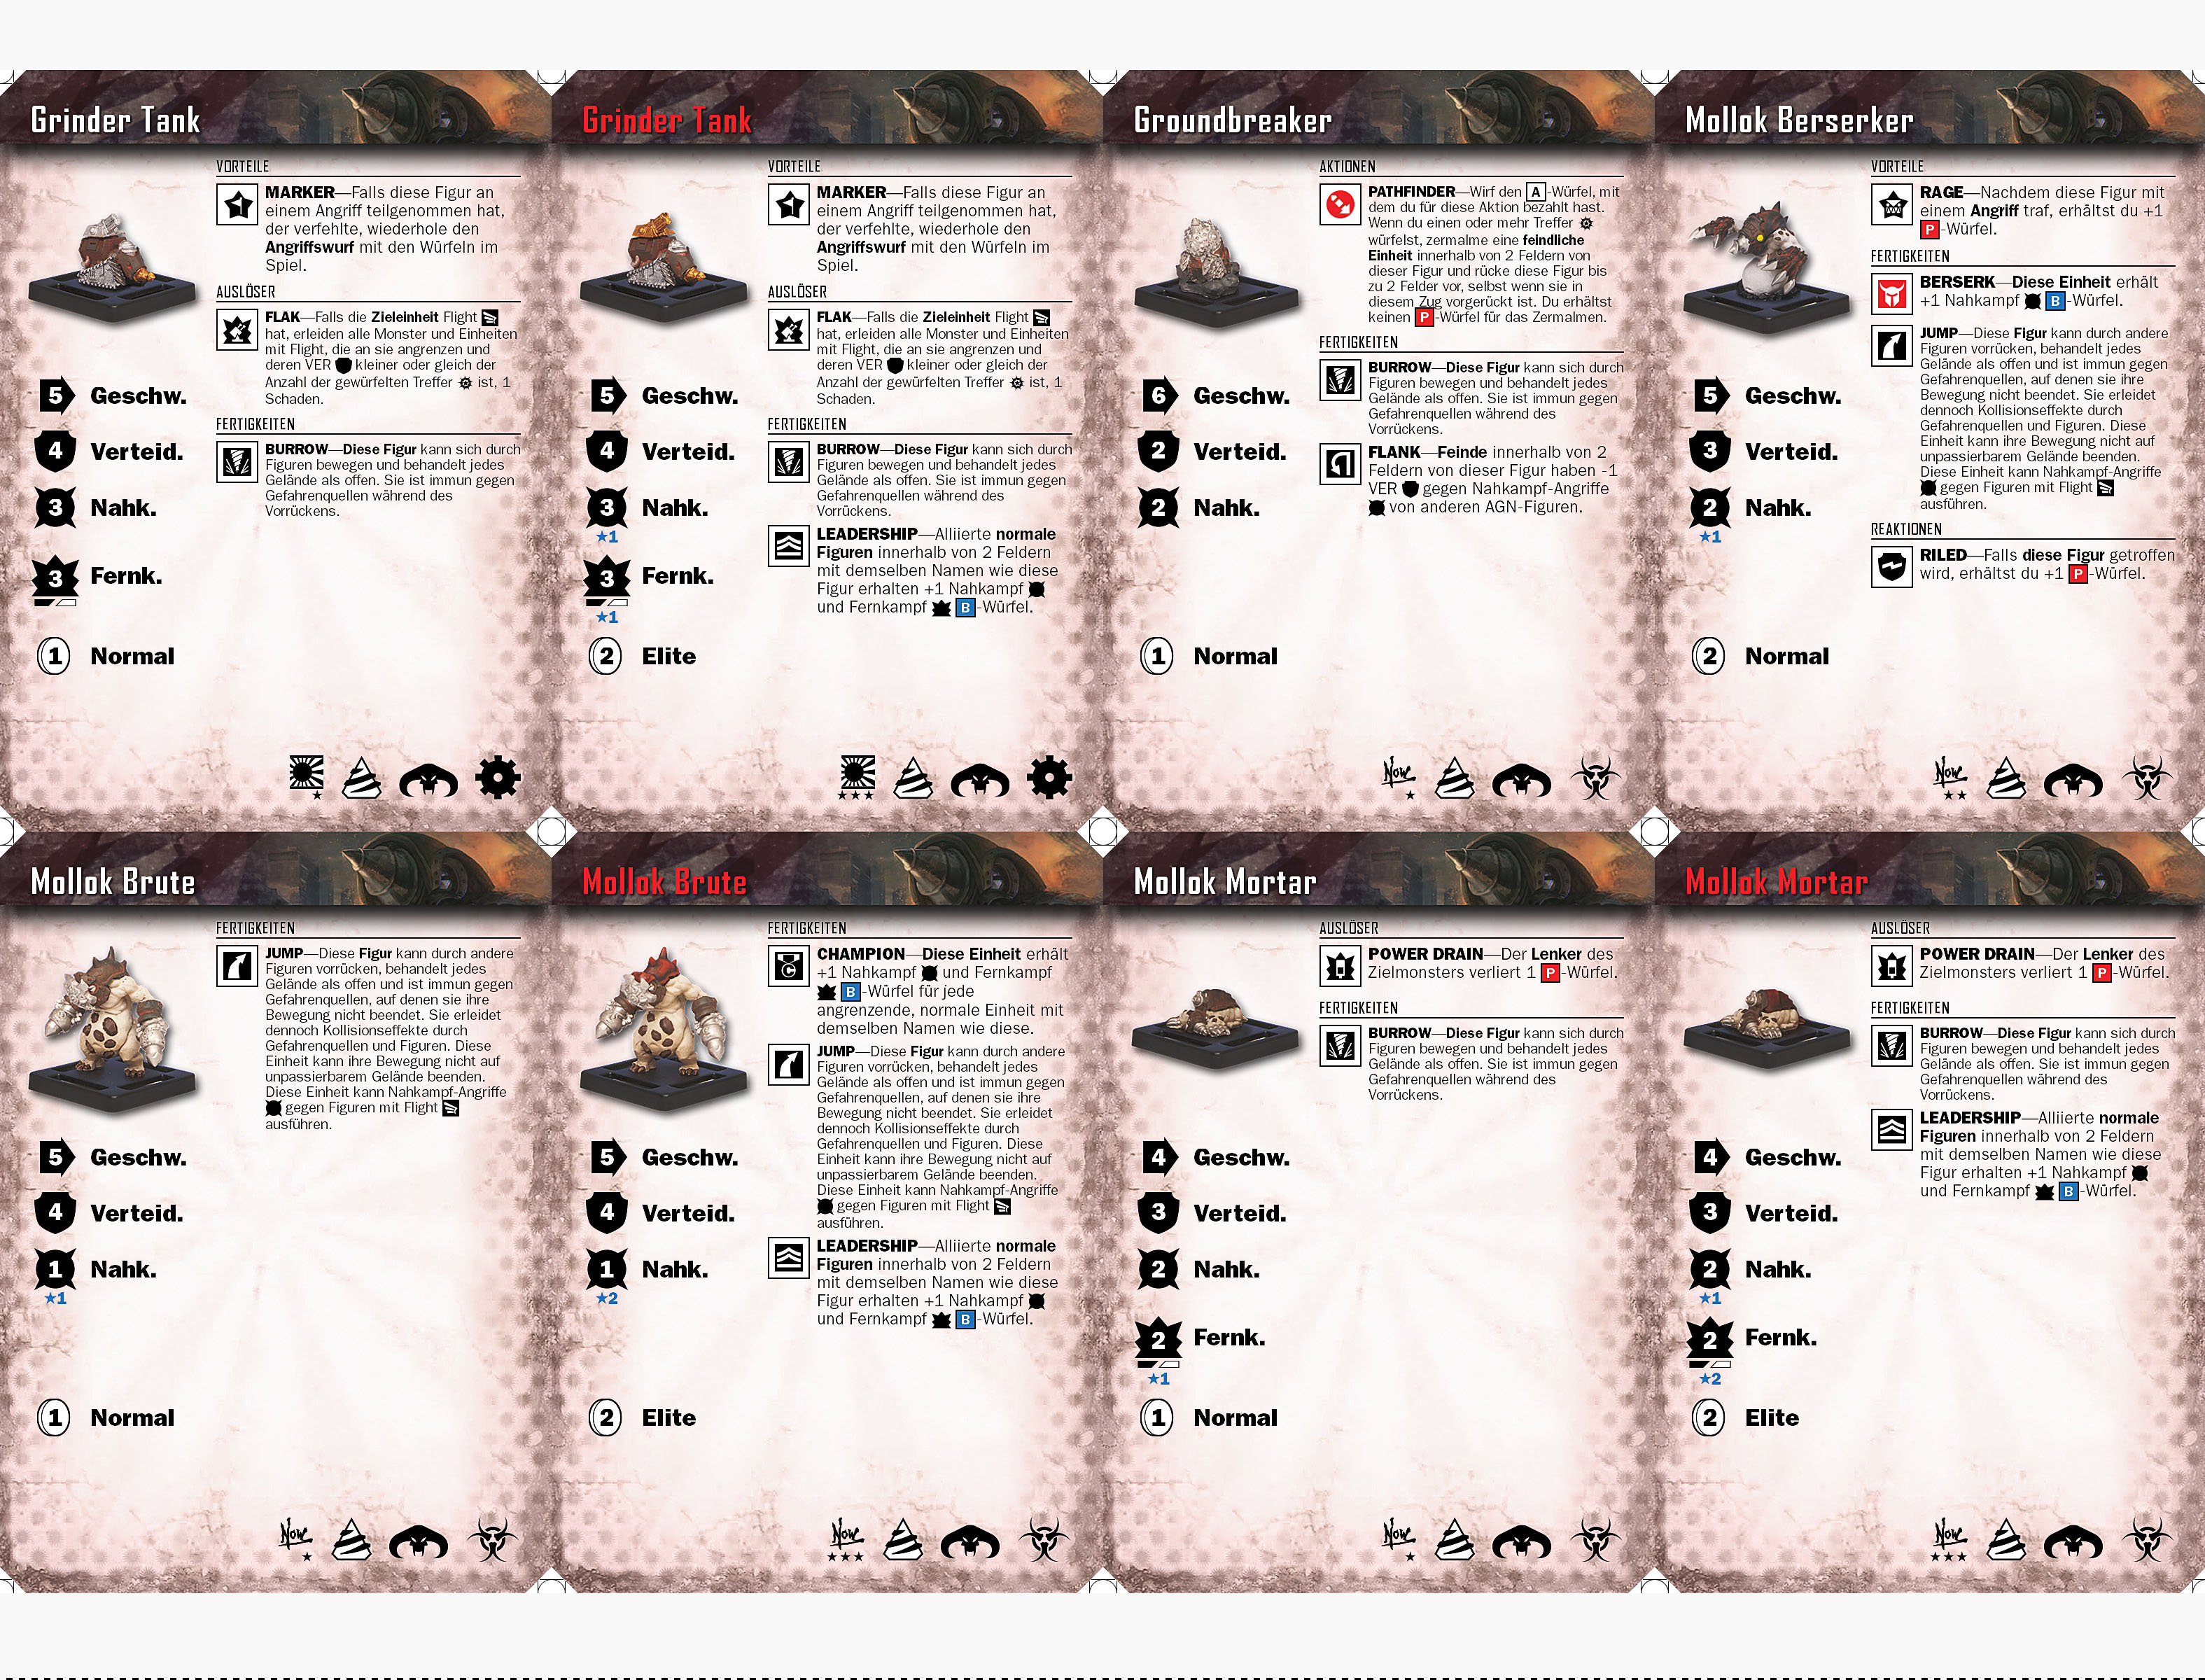 Grinder Tank
VORTEILE
MARKER—Falls diese Figur an
einem Angriff teilgenommen hat,
der verfehlte, wiederhole den
Angriffswurf mit den Würfeln im
Spiel.
AUSLÖSER
FLAK—Falls die Zieleinheit Flight
hat, erleiden alle Monster und Einheiten
mit Flight, die an sie angrenzen und
deren VER kleiner oder gleich der
Anzahl der gewürfelten Treffer ist, 1
Schaden.
FERTIGKEITEN
BURROW—Diese Figur kann sich durch
Figuren bewegen und behandelt jedes
Gelände als offen. Sie ist immun gegen
Gefahrenquellen während des
Vorrückens.
5 Geschw.
4 Verteid.
3 Nahk.
3 Fernk.
1 Normal
Grinder Tank
VORTEILE
MARKER—Falls diese Figur an
einem Angriff teilgenommen hat,
der verfehlte, wiederhole den
Angriffswurf mit den Würfeln im
Spiel.
AUSLÖSER
FLAK—Falls die Zieleinheit Flight
hat, erleiden alle Monster und Einheiten
mit Flight, die an sie angrenzen und
deren VER kleiner oder gleich der
Anzahl der gewürfelten Treffer ist, 1
Schaden.
FERTIGKEITEN
BURROW—Diese Figur kann sich durch
Figuren bewegen und behandelt jedes
Gelände als offen. Sie ist immun gegen
Gefahrenquellen während des
Vorrückens.
LEADERSHIP—Alliierte normale
Figuren innerhalb von 2 Feldern
mit demselben Namen wie diese
Figur erhalten +1 Nahkampf
und Fernkampf B-Würfel.
5 Geschw.
4 Verteid.
3 Nahk.
★1
3 Fernk.
★1
2 Elite
★★★
Groundbreaker
AKTIONEN
PATHFINDER—Wirf den A-Würfel, mit
dem du für diese Aktion bezahlt hast.
Wenn du einen oder mehr Treffer
würfelst, zermalme eine feindliche
Einheit innerhalb von 2 Feldern von
dieser Figur und rücke diese Figur bis
zu 2 Felder vor, selbst wenn sie in
diesem Zug vorgerückt ist. Du erhältst
keinen P-Würfel für das Zermalmen.
FERTIGKEITEN
BURROW—Diese Figur kann sich durch
Figuren bewegen und behandelt jedes
Gelände als offen. Sie ist immun gegen
Gefahrenquellen während des
Vorrückens.
FLANK—Feinde innerhalb von 2
Feldern von dieser Figur haben -1
VER gegen Nahkampf-Angriffe
von anderen AGN-Figuren.
6 Geschw.
2 Verteid.
2 Nahk.
1 Normal
Now
★
Mollok Berserker
VORTEILE
RAGE—Nachdem diese Figur mit
einem Angriff traf, erhältst du +1
P-Würfel.
FERTIGKEITEN
BERSERK—Diese Einheit erhält
+1 Nahkampf B-Würfel.
JUMP—Diese Figur kann durch andere
Figuren vorrücken, behandelt jedes
Gelände als offen und ist immun gegen
Gefahrenquellen, auf denen sie ihre
Bewegung nicht beendet. Sie erleidet
dennoch Kollisionseffekte durch
Gefahrenquellen und Figuren. Diese
Einheit kann ihre Bewegung nicht auf
unpassierbarem Gelände beenden.
Diese Einheit kann Nahkampf-Angriffe
gegen Figuren mit Flight
ausführen.
REAKTIONEN
RILED—Falls diese Figur getroffen
wird, erhältst du +1 P-Würfel.
5 Geschw.
3 Verteid.
2 Nahk.
★1
2 Normal
Now
★★
Mollok Brute
FERTIGKEITEN
JUMP—Diese Figur kann durch andere
Figuren vorrücken, behandelt jedes
Gelände als offen und ist immun gegen
Gefahrenquellen, auf denen sie ihre
Bewegung nicht beendet. Sie erleidet
dennoch Kollisionseffekte durch
Gefahrenquellen und Figuren. Diese
Einheit kann ihre Bewegung nicht auf
unpassierbarem Gelände beenden.
Diese Einheit kann Nahkampf-Angriffe
gegen Figuren mit Flight
ausführen.
5 Geschw.
4 Verteid.
1 Nahk.
★1
1 Normal
Now
★
Mollok Brute
FERTIGKEITEN
CHAMPION—Diese Einheit erhält
+1 Nahkampf und Fernkampf
B-Würfel für jede
angrenzende, normale Einheit mit
demselben Namen wie diese.
JUMP—Diese Figur kann durch andere
Figuren vorrücken, behandelt jedes
Gelände als offen und ist immun gegen
Gefahrenquellen, auf denen sie ihre
Bewegung nicht beendet. Sie erleidet
dennoch Kollisionseffekte durch
Gefahrenquellen und Figuren. Diese
Einheit kann ihre Bewegung nicht auf
unpassierbarem Gelände beenden.
Diese Einheit kann Nahkampf-Angriffe
gegen Figuren mit Flight
ausführen.
LEADERSHIP—Alliierte normale
Figuren innerhalb von 2 Feldern
mit demselben Namen wie diese
Figur erhalten +1 Nahkampf
und Fernkampf B-Würfel.
5 Geschw.
4 Verteid.
1 Nahk.
★2
2 Elite
Now
★★★
Mollok Mortar
AUSLÖSER
POWER DRAIN—Der Lenker des
Zielmonsters verliert 1 P-Würfel.
FERTIGKEITEN
BURROW—Diese Figur kann sich durch
Figuren bewegen und behandelt jedes
Gelände als offen. Sie ist immun gegen
Gefahrenquellen während des
Vorrückens.
4 Geschw.
3 Verteid.
2 Nahk.
2 Fernk.
★1
1 Normal
Now
★
Mollok Mortar
AUSLÖSER
POWER DRAIN—Der Lenker des
Zielmonsters verliert 1 P-Würfel.
FERTIGKEITEN
BURROW—Diese Figur kann sich durch
Figuren bewegen und behandelt jedes
Gelände als offen. Sie ist immun gegen
Gefahrenquellen während des
Vorrückens.
LEADERSHIP—Alliierte normale
Figuren innerhalb von 2 Feldern
mit demselben Namen wie diese
Figur erhalten +1 Nahkampf
und Fernkampf B-Würfel.
4 Geschw.
3 Verteid.
2 Nahk.
★1
2 Fernk.
★2
2 Elite
Now
★★★